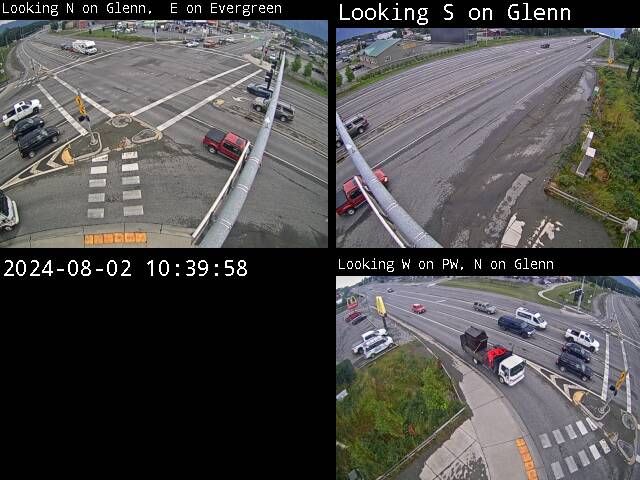 Looking N on Glenn,  E on Evergreen
Looking S on Glenn
2024-08-02 10:39:58
Looking W on PW, N on Glenn